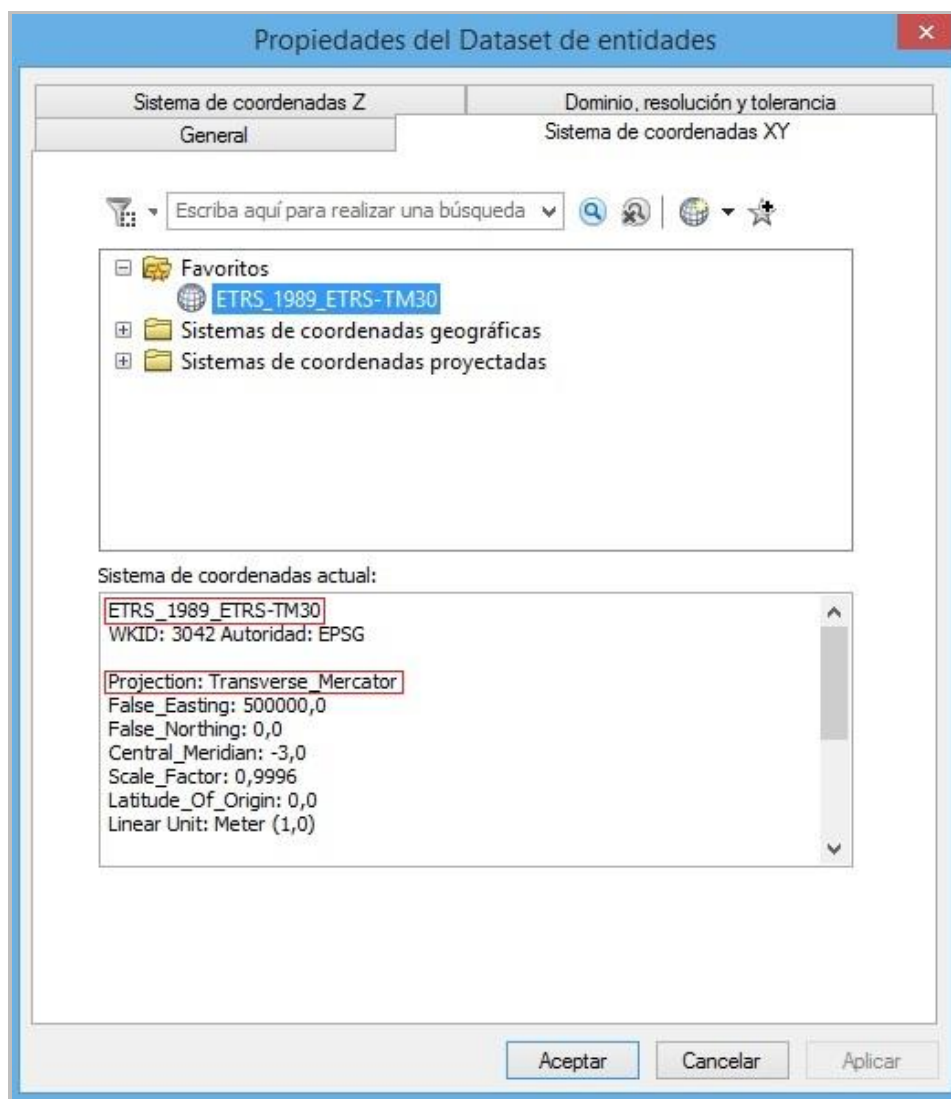 Propiedades del Dataset de entidades
Sistema de coordenadas Z
Dominio, resolución y tolerancia
General
Sistema de coordenadas XY
Escriba aquí para realizar una búsqueda
Favoritos
ETRS_1989_ETRS-TM30
Sistemas de coordenadas geográficas
Sistemas de coordenadas proyectadas
Sistema de coordenadas actual:
ETRS_1989_ETRS-TM30
WKID: 3042 Autoridad: EPSG
Projection: Transverse_Mercator
False_Easting: 500000,0
False_Northing: 0,0
Central_Meridian: -3,0
Scale_Factor: 0,9996
Latitude_Of_Origin: 0,0
Linear Unit: Meter (1,0)
Aceptar
Cancelar
Aplicar